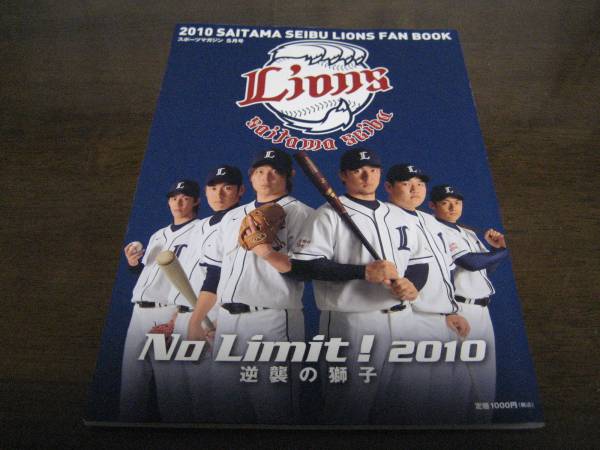 2010 SAITAMA SEIBU LIONS FAN BOOK
スポーツマガジン 5月号
Lions
saitama seibu
L
L
L
L
L
L
No Limit! 2010
逆襲の獅子
定価1000円(税込)